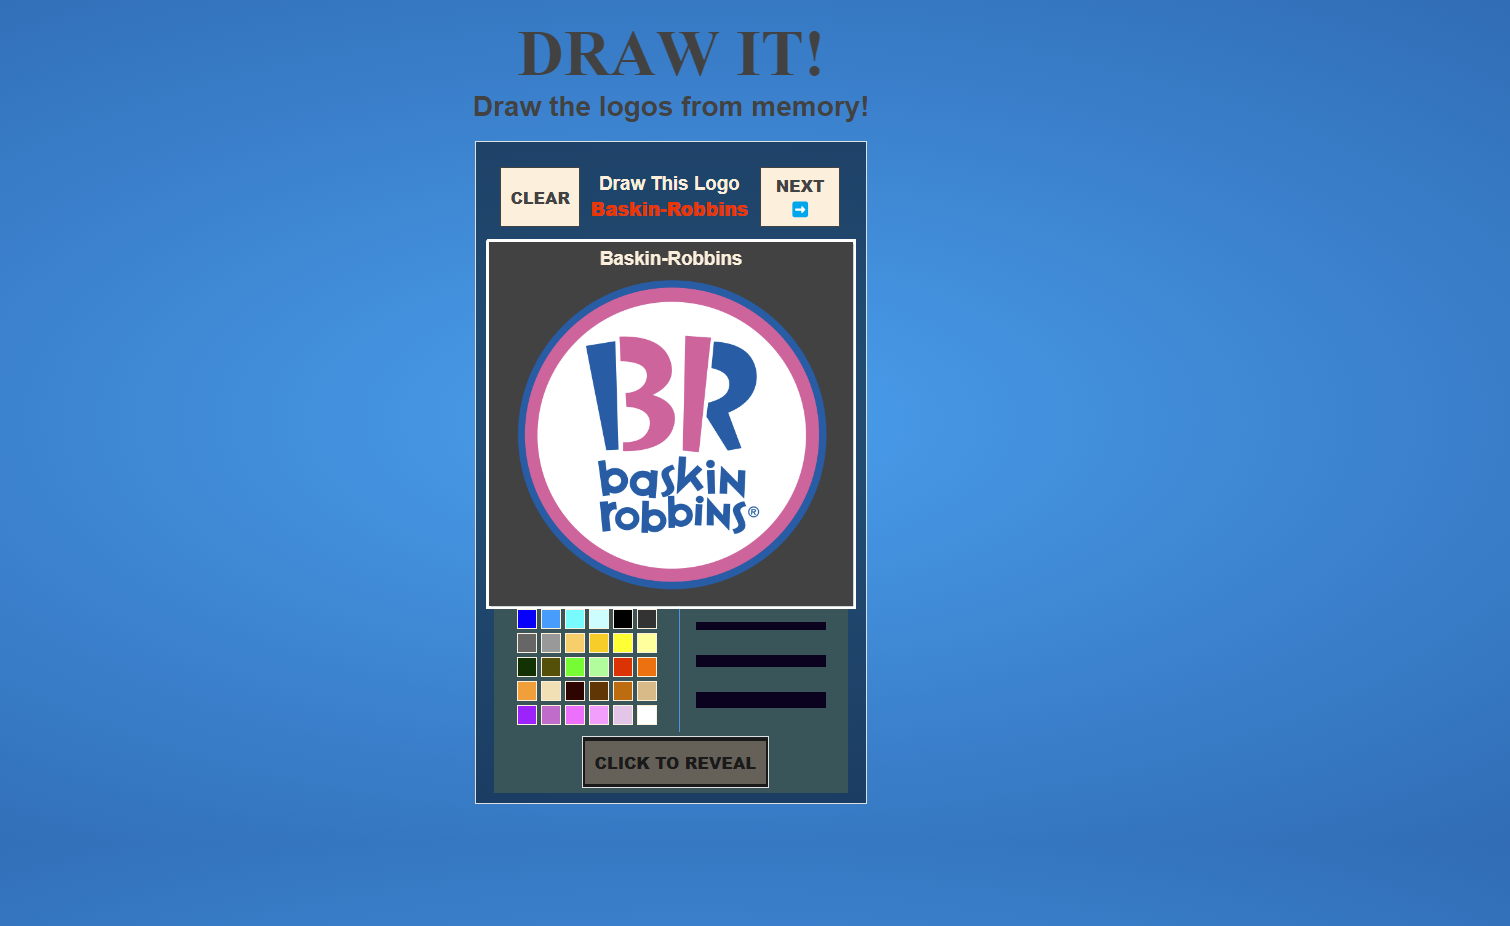 DRAW IT!
Draw the logos from memory!
CLEAR
Draw This Logo
Baskin-Robbins
NEXT
Baskin-Robbins
BR
baskin
robbins®
CLICK TO REVEAL